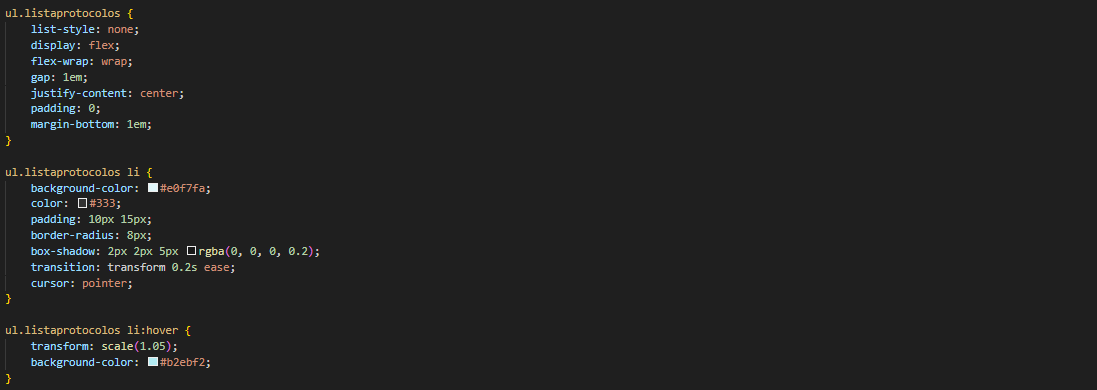 ul.listaprotocolos {
    list-style: none;
    display: flex;
    flex-wrap: wrap;
    gap: 1em;
    justify-content: center;
    padding: 0;
    margin-bottom: 1em;
}

ul.listaprotocolos li {
    background-color: #e0f7fa;
    color: #333;
    padding: 10px 15px;
    border-radius: 8px;
    box-shadow: 2px 2px 5px rgba(0, 0, 0, 0.2);
    transition: transform 0.2s ease;
    cursor: pointer;
}

ul.listaprotocolos li:hover {
    transform: scale(1.05);
    background-color: #b2ebf2;
}